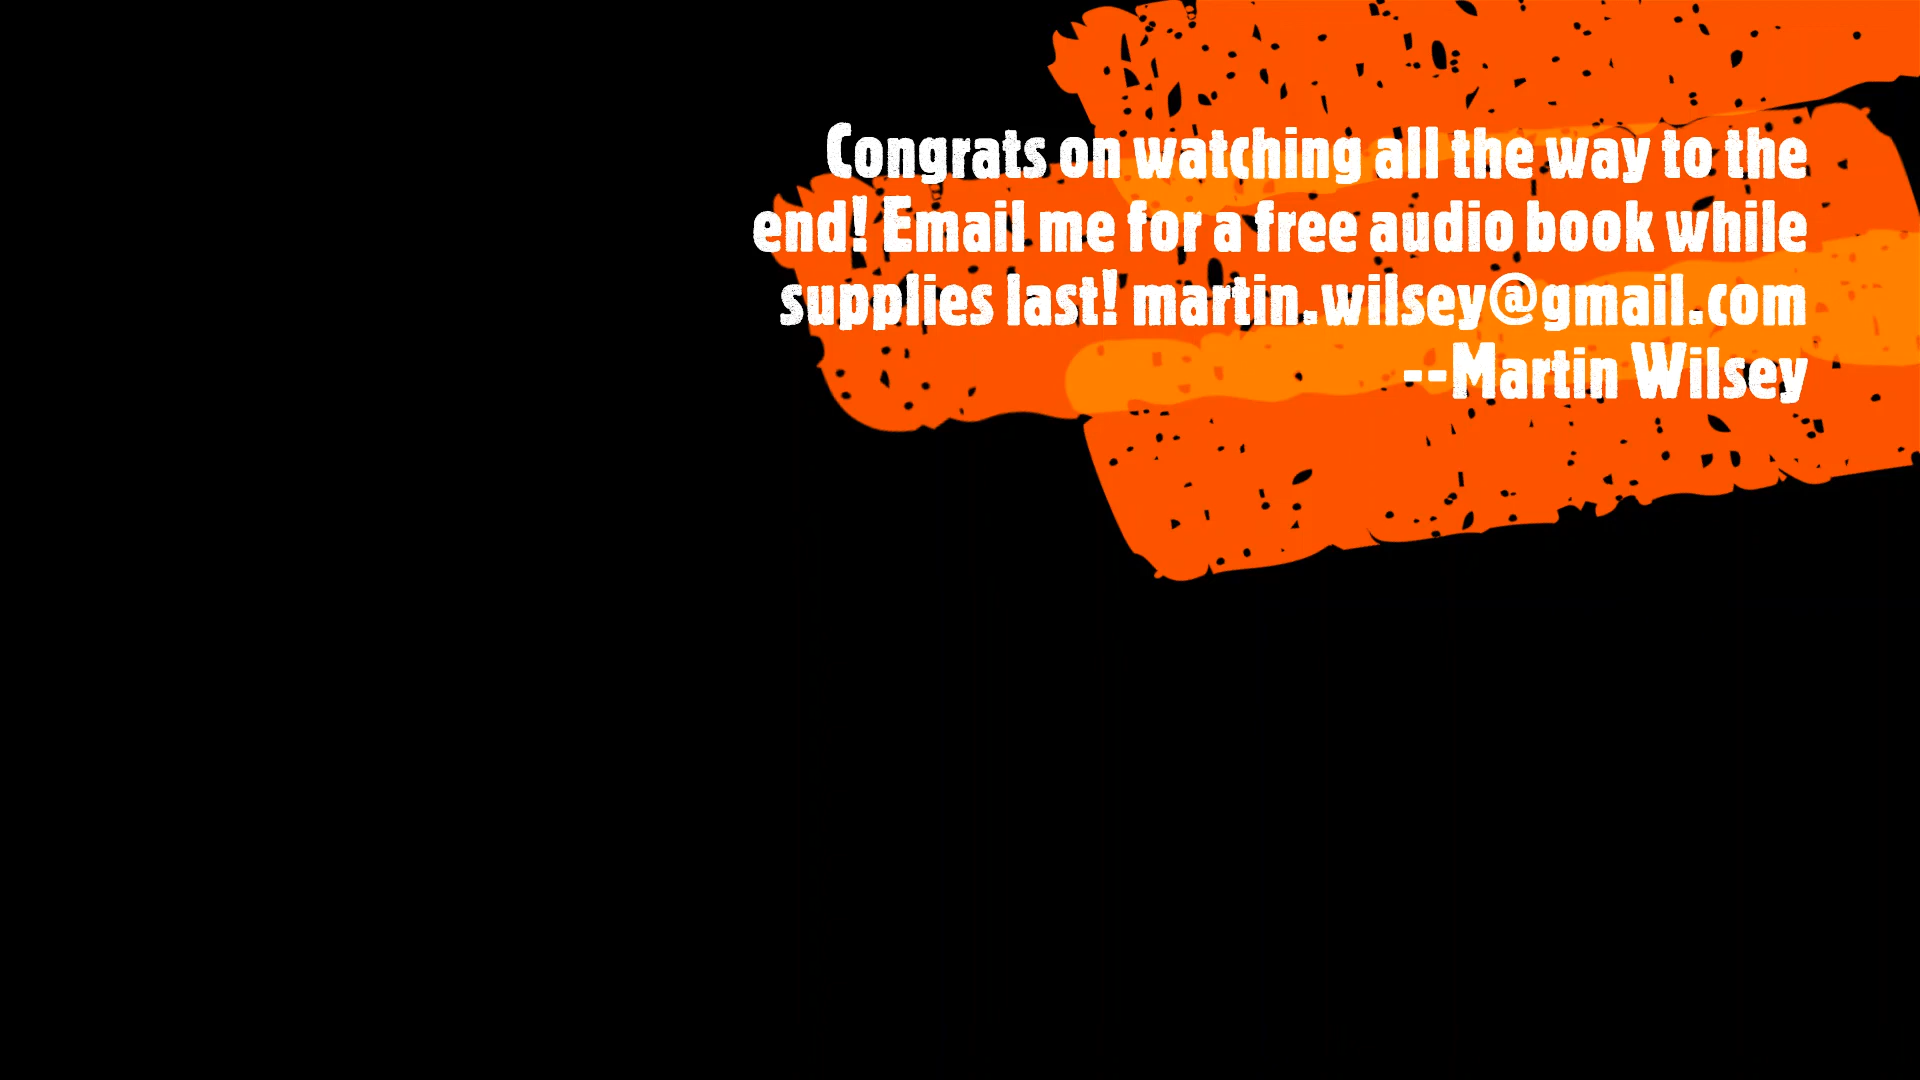 Congrats on watching all the way to the
end! Email me for a free audio book while
supplies last! martin.wilsey@gmail.com
--Martin Wilsey